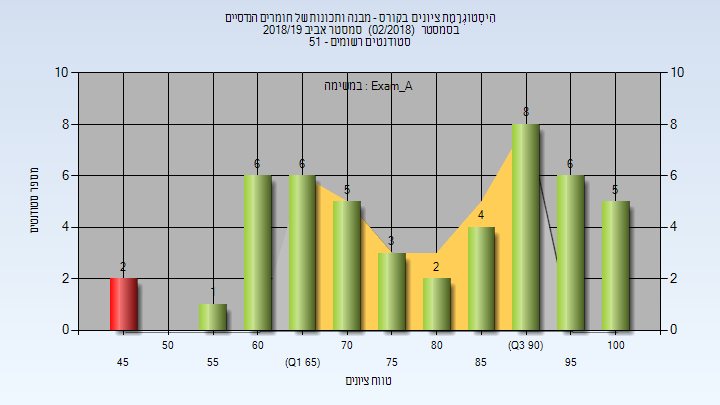 הִיסְטוֹגְרָמַת ציונים בקורס - מבנה ותכונות של חומרים הנדסיים
בסמסטר (02/2018) סמסטר אביב 2018/19
סטודנטים רשומים - 51
במשימה : Exam_A
מספר סטודנטים
10 8 6 4 2 0
10 8 6 4 2 0
2 1 6 6 5 3 2 4 8 6 5
45 50 55 60 (Q1 65) 70 75 80 85 (Q3 90) 95 100
טווח ציונים